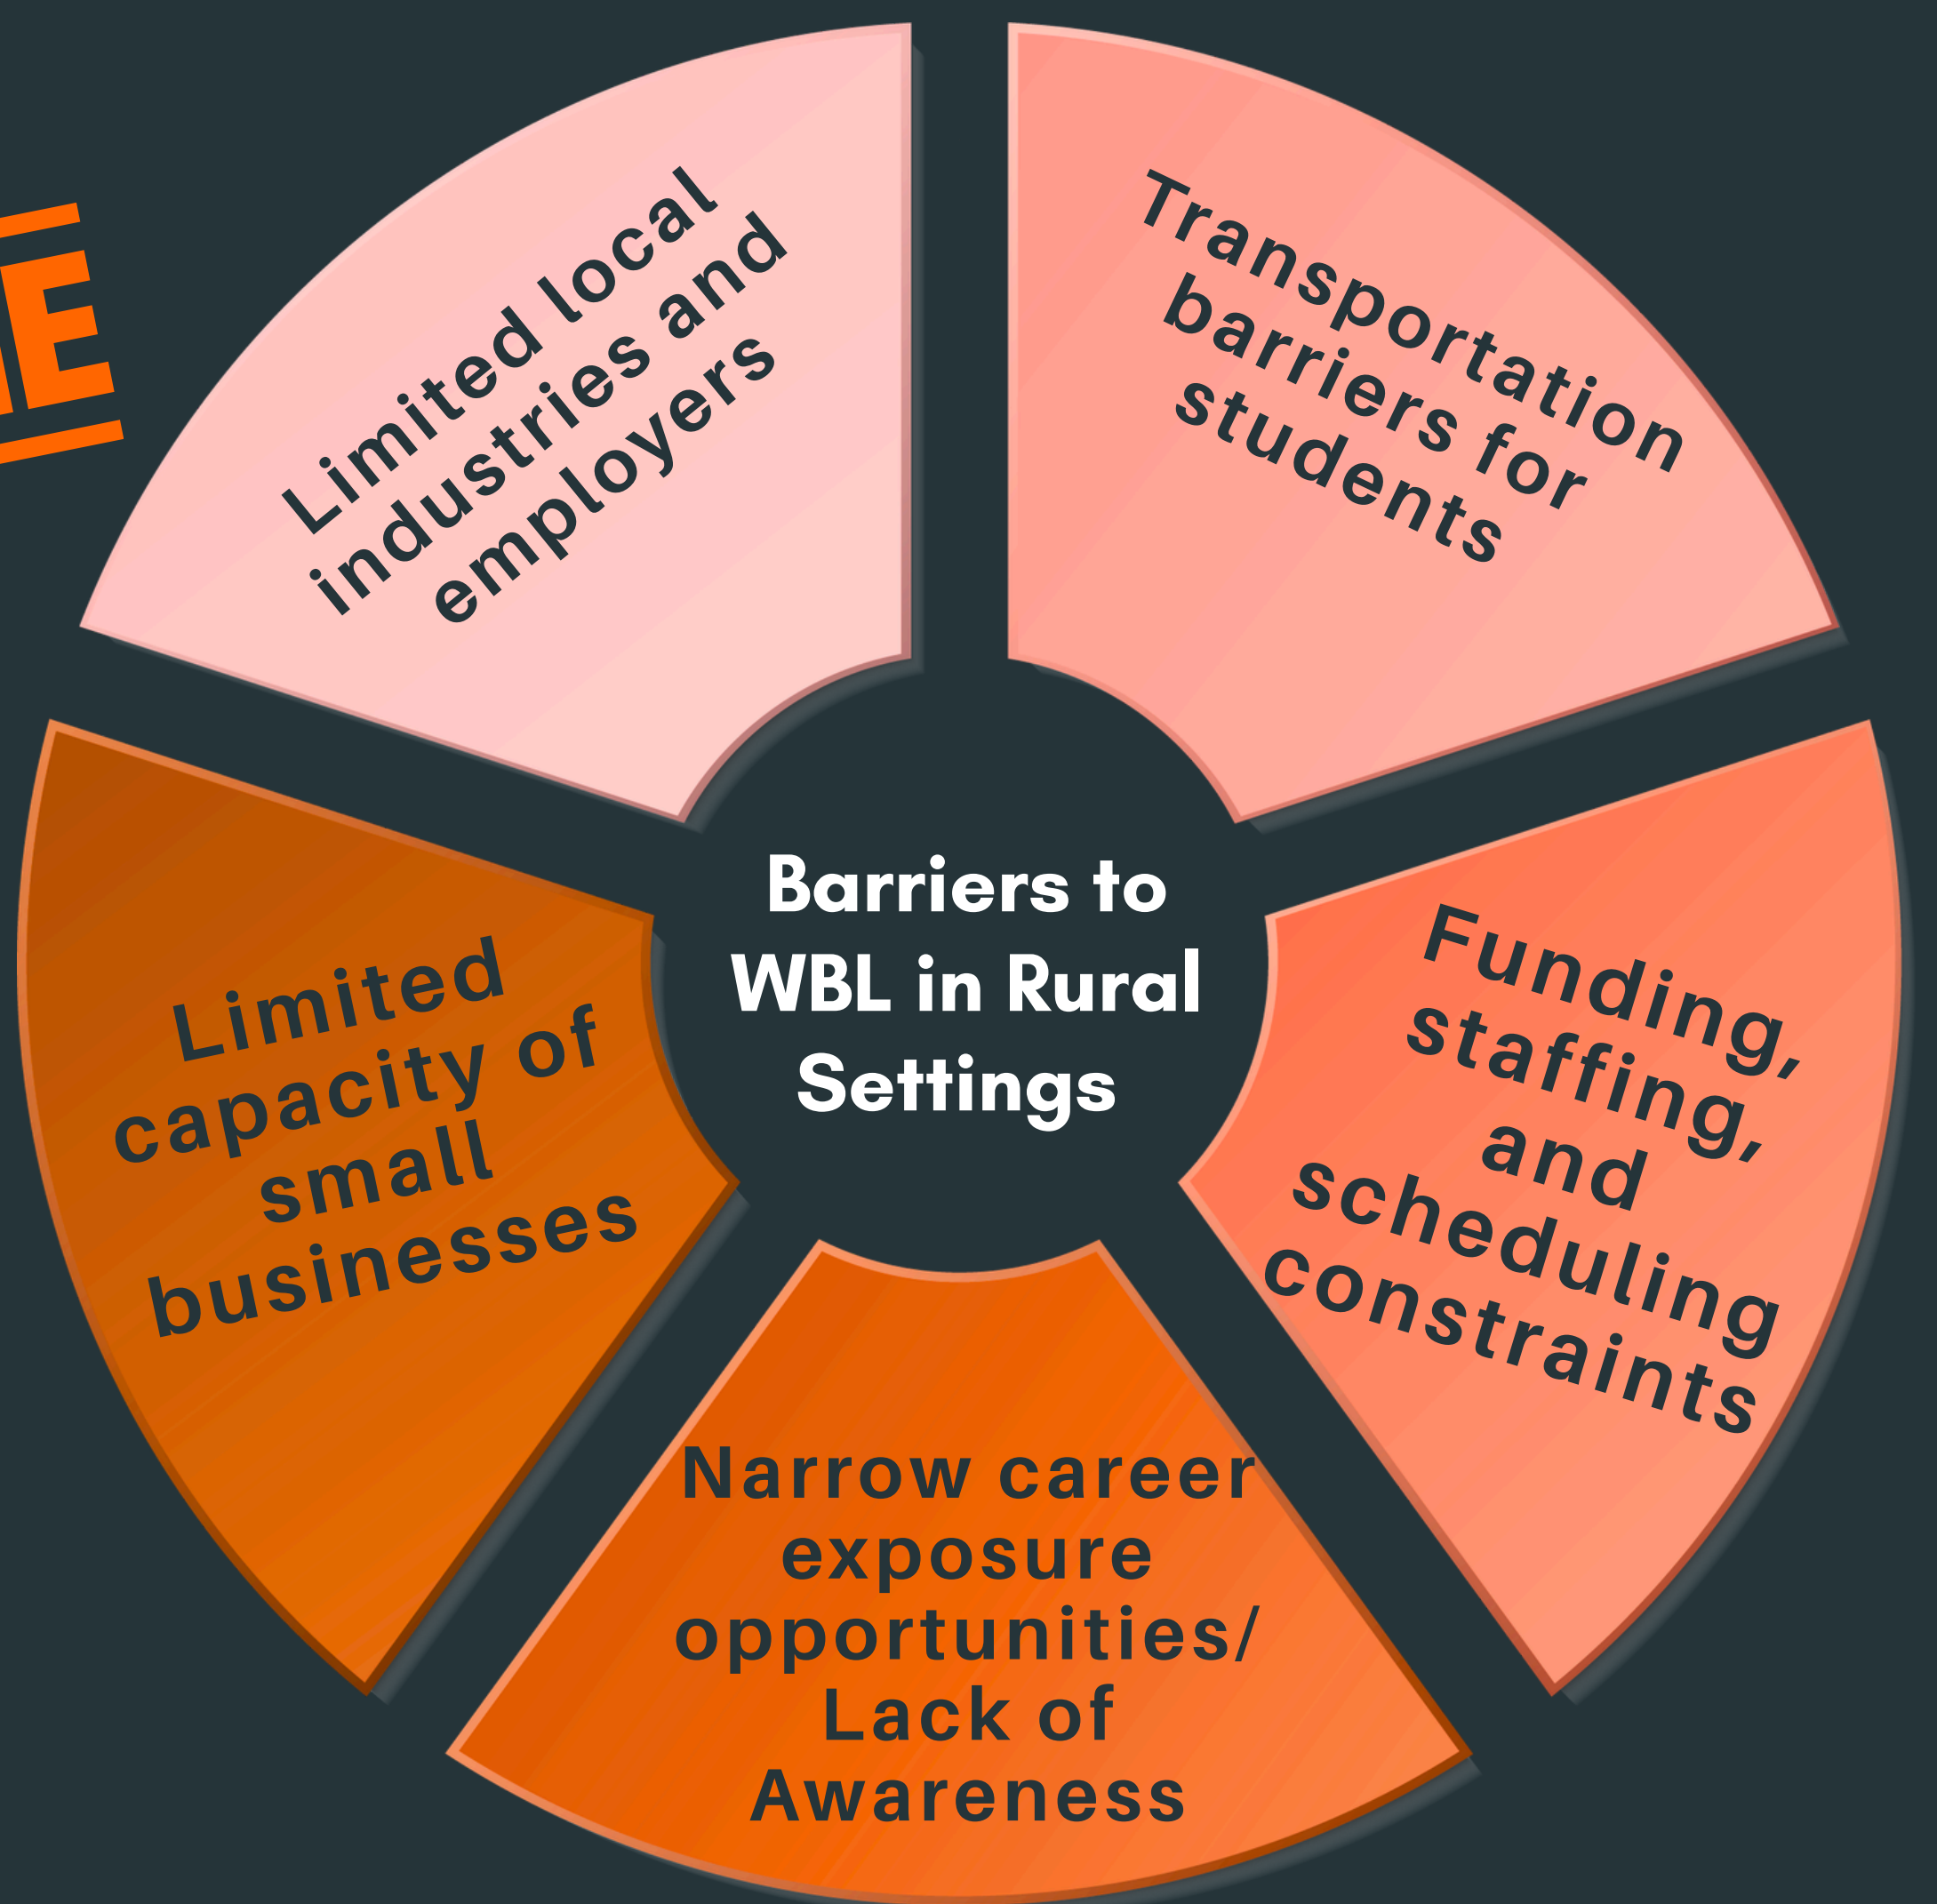 Limited local
industries and
employers
Transportation
barriers for
students
Barriers to
WBL in Rural
Settings
Limited
capacity of
small
businesses
Funding,
staffing,
and
scheduling
constraints
Narrow career
exposure
opportunities/
Lack of
Awareness